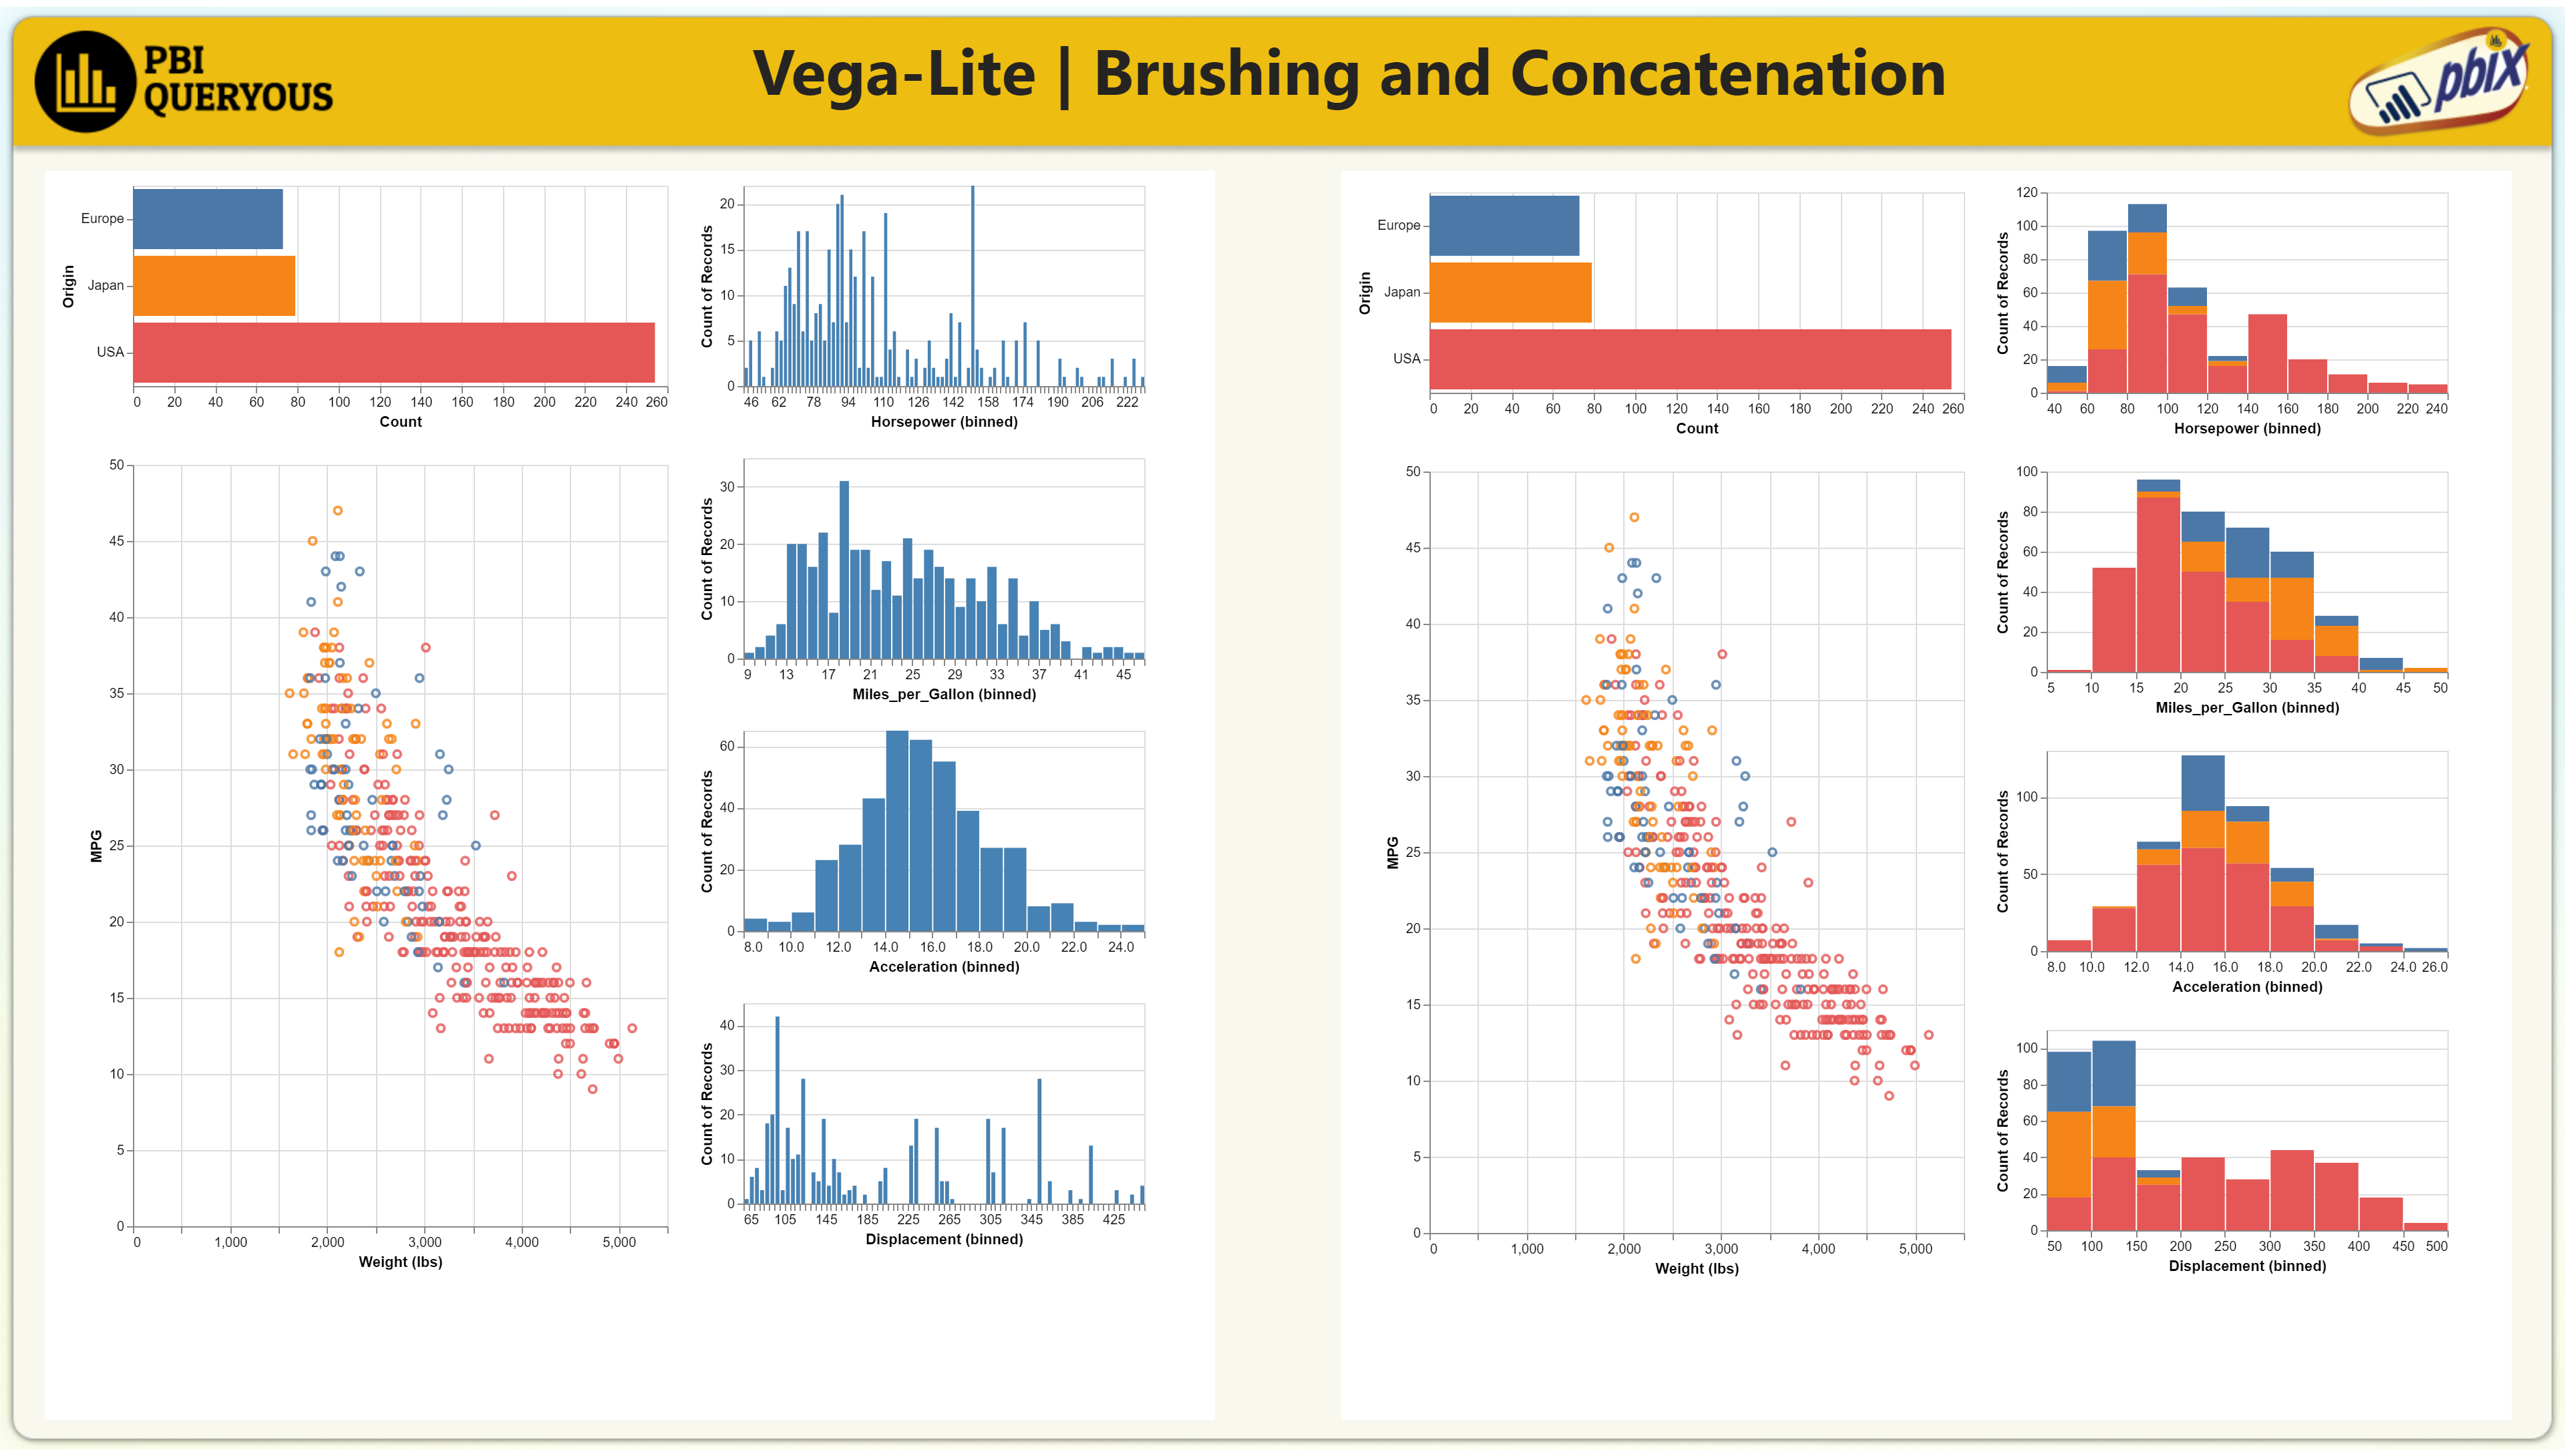 PBI
QUERYOUS
Vega-Lite | Brushing and Concatenation
pbix
Origin
Europe
Japan
USA
0 20 40 60 80 100 120 140 160 180 200 220 240 260
Count
Count of Records
20
15
10
5
0
46 62 78 94 110 126 142 158 174 190 206 222
Horsepower (binned)
MPG
50
45
40
35
30
25
20
15
10
5
0
0 1,000 2,000 3,000 4,000 5,000
Weight (lbs)
Count of Records
30
20
10
0
9 13 17 21 25 29 33 37 41 45
Miles_per_Gallon (binned)
Count of Records
60
40
20
0
8.0 10.0 12.0 14.0 16.0 18.0 20.0 22.0 24.0
Acceleration (binned)
Count of Records
40
30
20
10
0
65 105 145 185 225 265 305 345 385 425
Displacement (binned)
Origin
Europe
Japan
USA
0 20 40 60 80 100 120 140 160 180 200 220 240 260
Count
Count of Records
120
100
80
60
40
20
0
40 60 80 100 120 140 160 180 200 220 240
Horsepower (binned)
MPG
50
45
40
35
30
25
20
15
10
5
0
0 1,000 2,000 3,000 4,000 5,000
Weight (lbs)
Count of Records
100
80
60
40
20
0
5 10 15 20 25 30 35 40 45 50
Miles_per_Gallon (binned)
Count of Records
100
50
0
8.0 10.0 12.0 14.0 16.0 18.0 20.0 22.0 24.0 26.0
Acceleration (binned)
Count of Records
100
80
60
40
20
0
50 100 150 200 250 300 350 400 450 500
Displacement (binned)